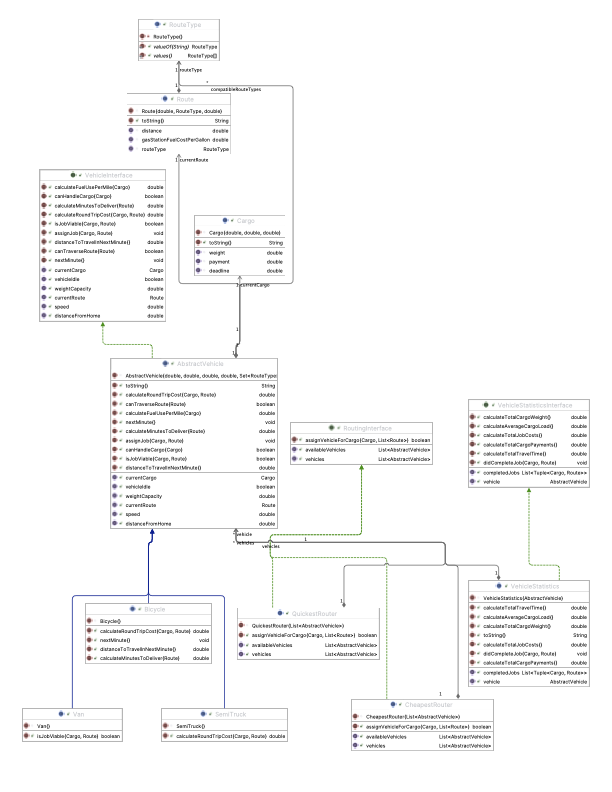 RouteType
RouteType()
valueOf(String) RouteType
values() RouteType[]
1 routeType
*
compatibleRouteTypes
1
Route
Route(double, RouteType, double)
toString() String
distance double
gasStationFuelCostPerGallon double
routeType RouteType
1 currentRoute
VehicleInterface
calculateFuelUsePerMile(Cargo) double
canHandleCargo(Cargo) boolean
calculateMinutesToDeliver(Route) double
calculateRoundTripCost(Cargo, Route) double
isJobViable(Cargo, Route) boolean
assignJob(Cargo, Route) void
distanceToTravelInNextMinute() double
canTraverseRoute(Route) boolean
nextMinute() void
currentCargo Cargo
vehicleIdle boolean
weightCapacity double
currentRoute Route
speed double
distanceFromHome double
Cargo
Cargo(double, double, double)
toString() String
weight double
payment double
deadline double
1 currentCargo
1
1
AbstractVehicle
AbstractVehicle(double, double, double, double, Set<RouteType
toString() String
calculateRoundTripCost(Cargo, Route) double
canTraverseRoute(Route) boolean
calculateFuelUsePerMile(Cargo) double
nextMinute() void
calculateMinutesToDeliver(Route) double
assignJob(Cargo, Route) void
canHandleCargo(Cargo) boolean
isJobViable(Cargo, Route) boolean
distanceToTravelInNextMinute() double
currentCargo Cargo
vehicleIdle boolean
weightCapacity double
currentRoute Route
speed double
distanceFromHome double
RoutingInterface
assignVehicleForCargo(Cargo, List<Route>) boolean
availableVehicles List<AbstractVehicle>
vehicles List<AbstractVehicle>
VehicleStatisticsInterface
calculateTotalCargoWeight() double
calculateAverageCargoLoad() double
calculateTotalJobCosts() double
calculateTotalCargoPayments() double
calculateTotalTravelTime() double
didCompleteJob(Cargo, Route) void
completedJobs List<Tuple<Cargo, Route>>
vehicle AbstractVehicle
vehicle
1
* vehicles
vehicles
1
1
VehicleStatistics
VehicleStatistics(AbstractVehicle)
calculateTotalTravelTime() double
calculateAverageCargoLoad() double
calculateTotalCargoWeight() double
toString() String
calculateTotalJobCosts() double
didCompleteJob(Cargo, Route) void
calculateTotalCargoPayments() double
completedJobs List<Tuple<Cargo, Route>>
vehicle AbstractVehicle
Bicycle
Bicycle()
calculateRoundTripCost(Cargo, Route) double
nextMinute() void
distanceToTravelInNextMinute() double
calculateMinutesToDeliver(Route) double
QuickestRouter
QuickestRouter(List<AbstractVehicle>)
assignVehicleForCargo(Cargo, List<Route>) boolean
availableVehicles List<AbstractVehicle>
vehicles List<AbstractVehicle>
1
Van
Van()
isJobViable(Cargo, Route) boolean
SemiTruck
SemiTruck()
calculateRoundTripCost(Cargo, Route) double
CheapestRouter
CheapestRouter(List<AbstractVehicle>)
assignVehicleForCargo(Cargo, List<Route>) boolean
availableVehicles List<AbstractVehicle>
vehicles List<AbstractVehicle>